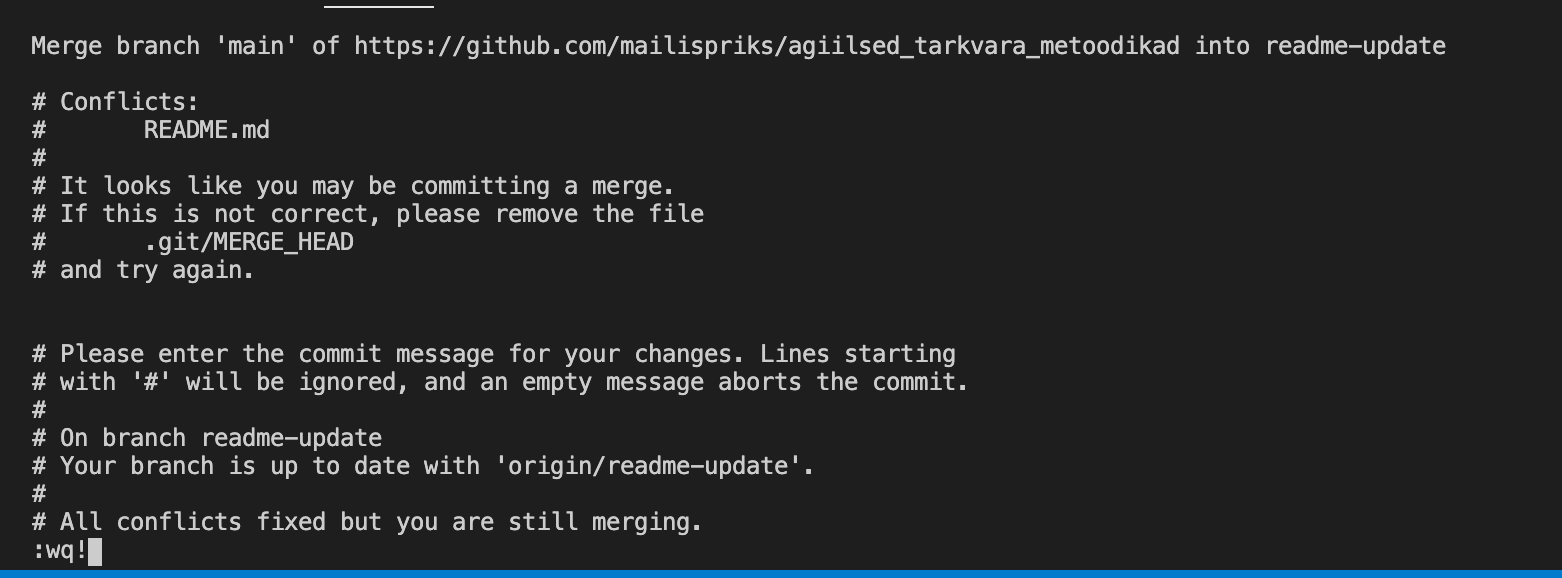 Merge branch 'main' of https://github.com/mailispriks/agiilsed_tarkvara_metoodikad into readme-update
# Conflicts:
#       README.md
#
# It looks like you may be committing a merge.
# If this is not correct, please remove the file
#       .git/MERGE_HEAD
# and try again.
# Please enter the commit message for your changes. Lines starting
# with '#' will be ignored, and an empty message aborts the commit.
#
# On branch readme-update
# Your branch is up to date with 'origin/readme-update'.
#
# All conflicts fixed but you are still merging.
:wq!